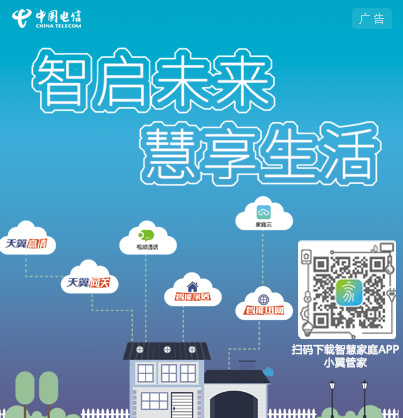 中国电信
CHINA TELECOM
广告
智启未来
慧享生活
家庭云
天翼高清
视频通话
天翼网关
智能家居
智能组网
扫码下载智慧家庭APP
小翼管家